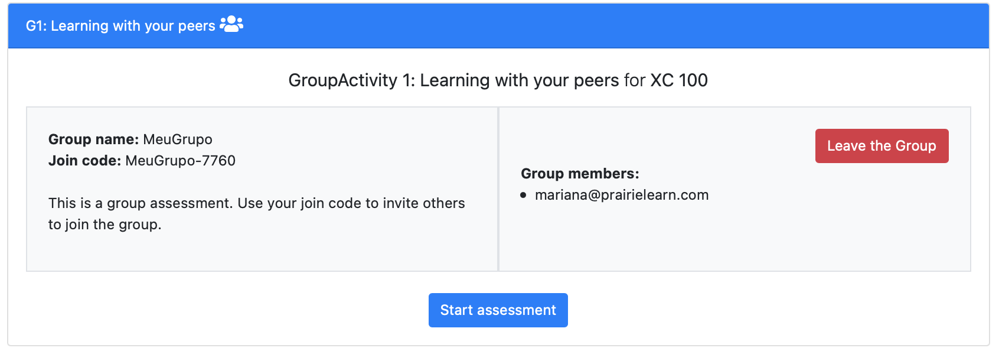 G1: Learning with your peers
GroupActivity 1: Learning with your peers for XC 100
Group name: MeuGrupo
Join code: MeuGrupo-7760
This is a group assessment. Use your join code to invite others
to join the group.
Leave the Group
Group members:
mariana@prairielearn.com
Start assessment